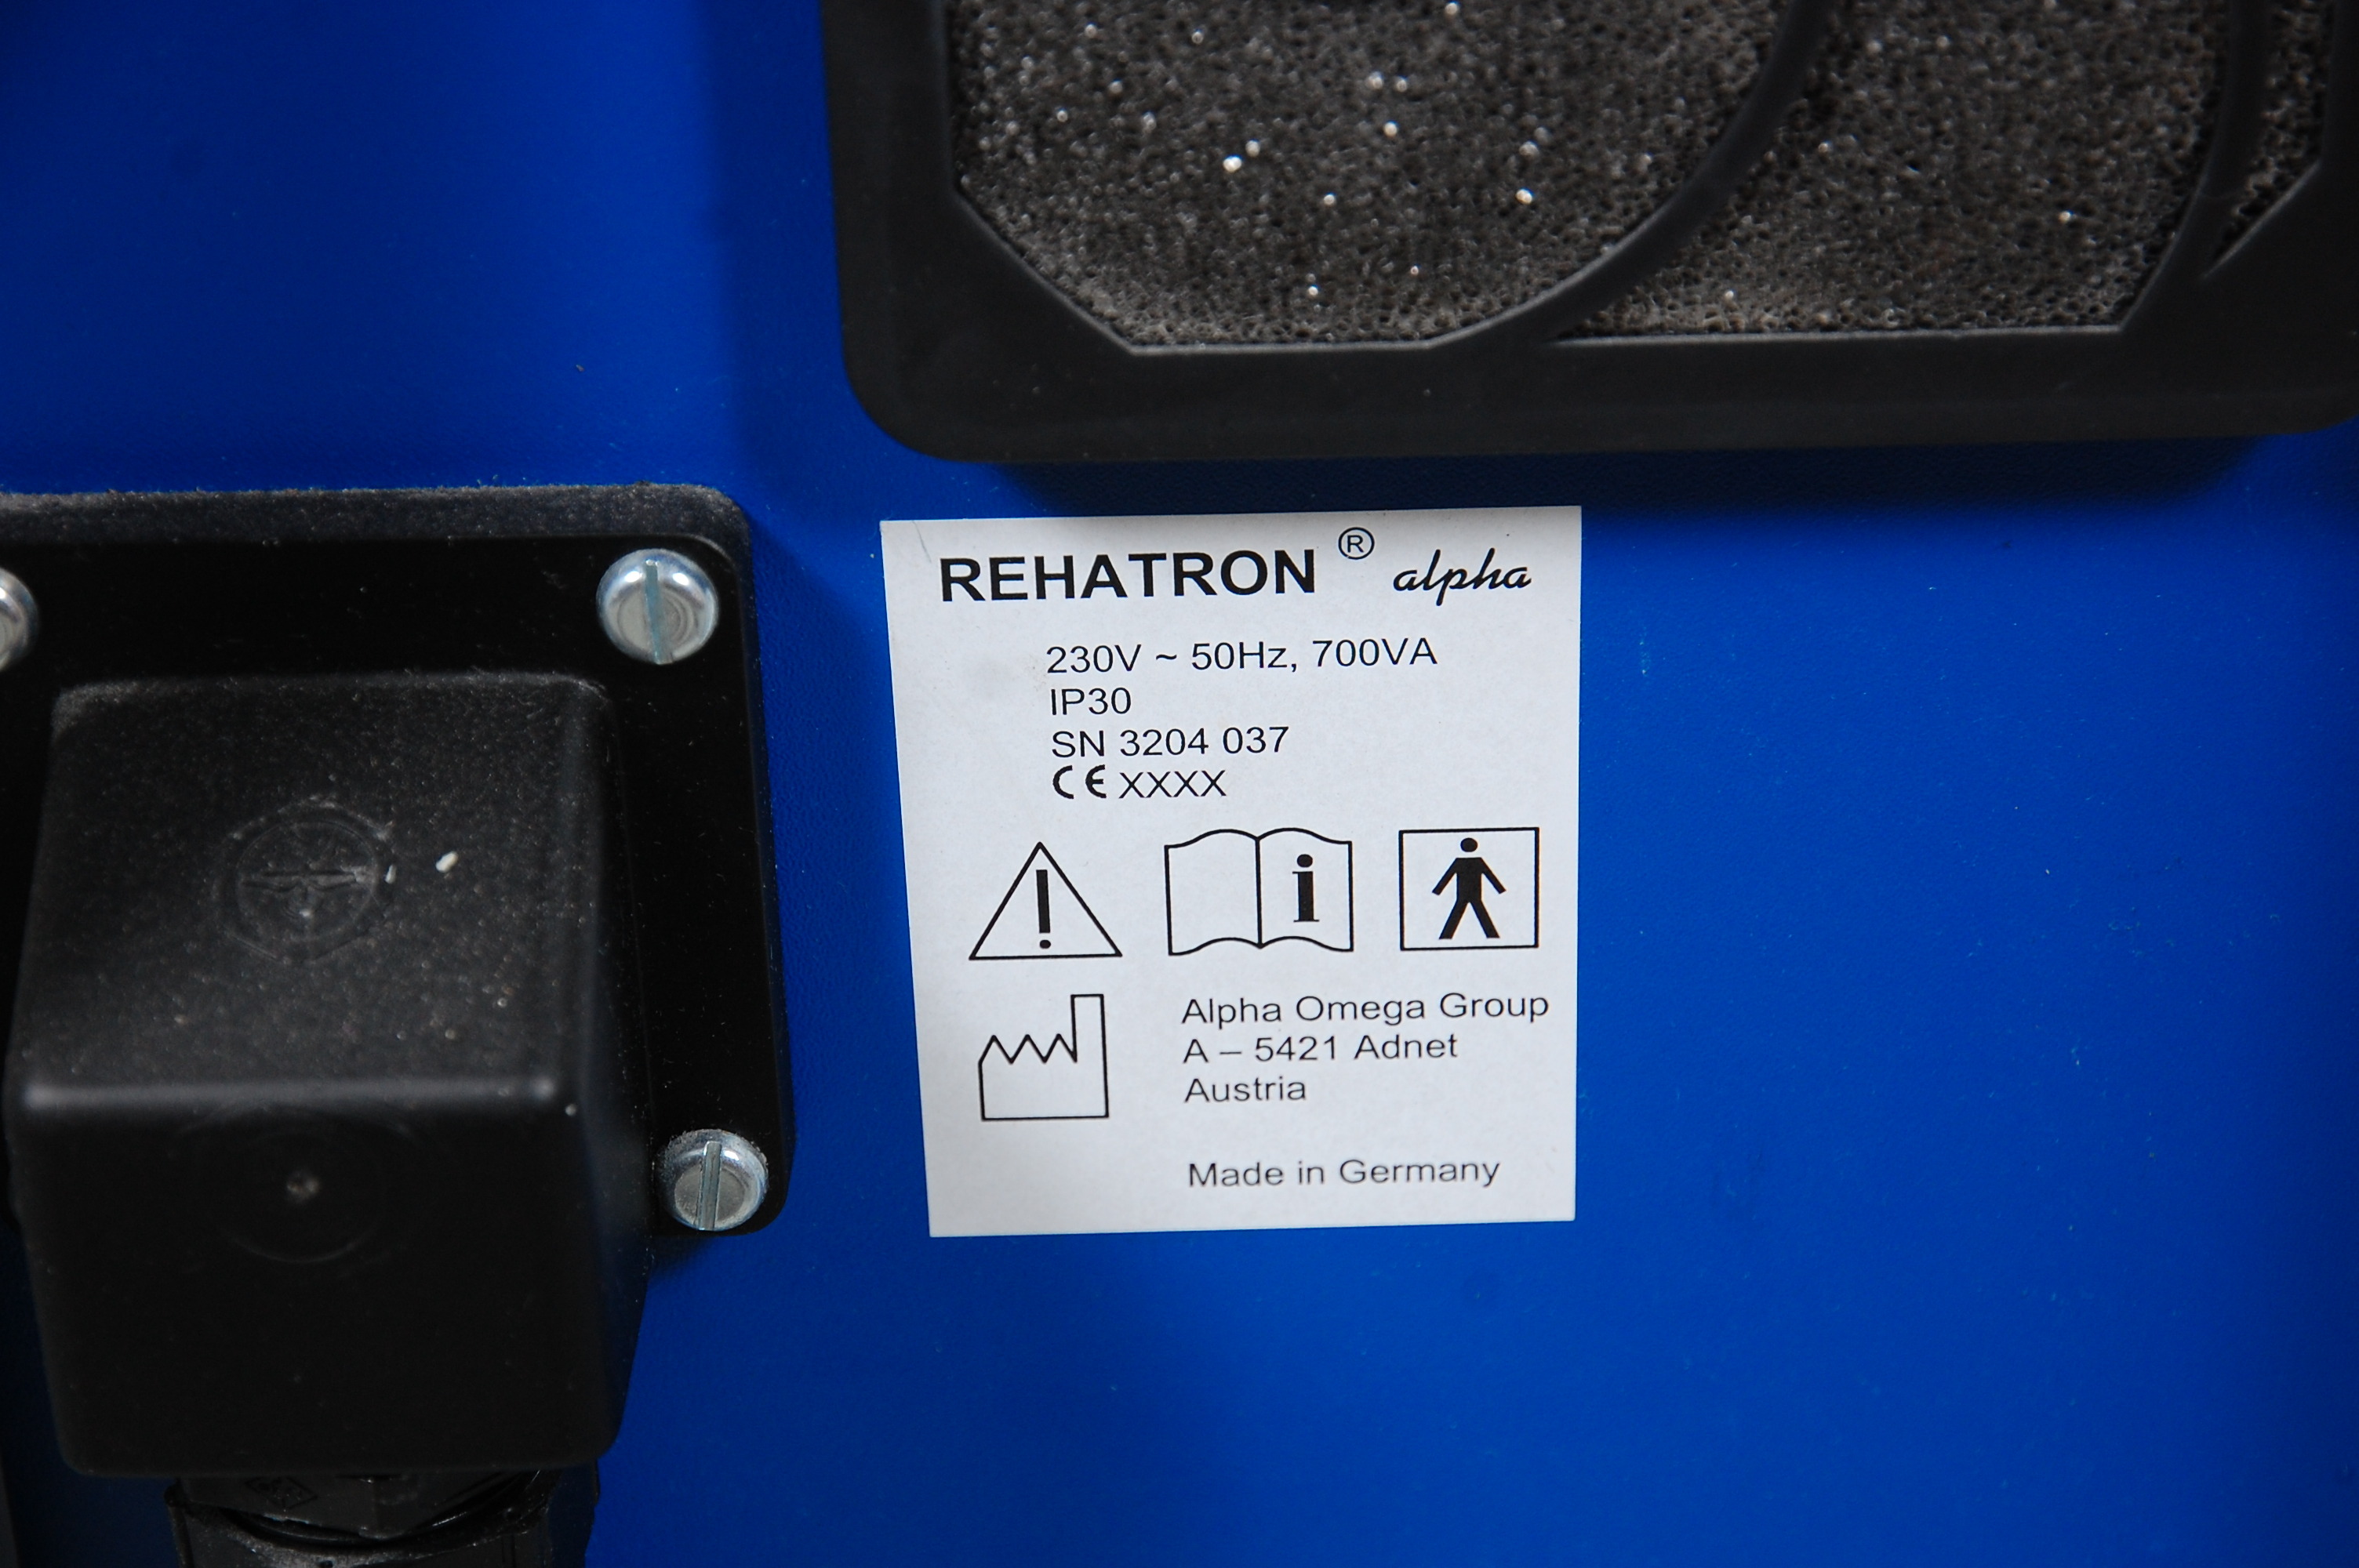 REHATRON ® alpha
230V ~ 50Hz, 700VA
IP30
SN 3204 037
CE XXXX
Alpha Omega Group
A – 5421 Adnet
Austria
Made in Germany